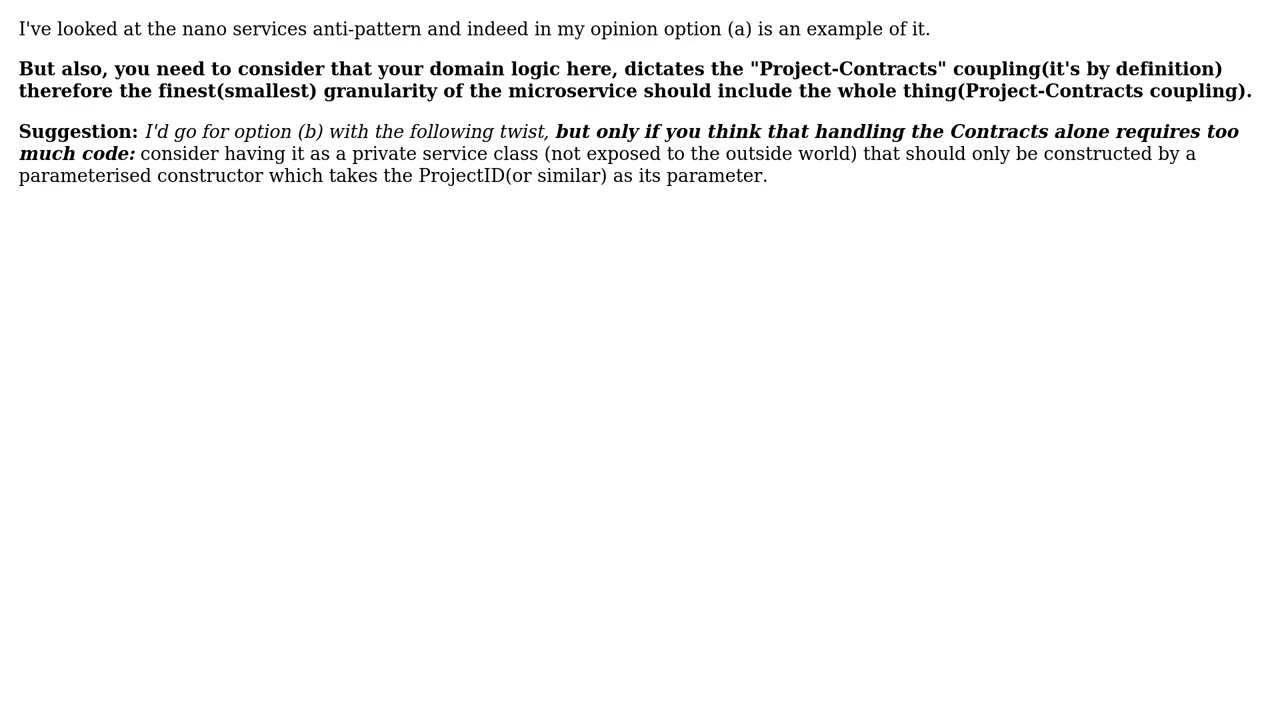 I've looked at the nano services anti-pattern and indeed in my opinion option (a) is an example of it.
But also, you need to consider that your domain logic here, dictates the "Project-Contracts" coupling(it's by definition)
therefore the finest(smallest) granularity of the microservice should include the whole thing(Project-Contracts coupling).
Suggestion: I'd go for option (b) with the following twist, but only if you think that handling the Contracts alone requires too
much code: consider having it as a private service class (not exposed to the outside world) that should only be constructed by a
parameterised constructor which takes the ProjectID(or similar) as its parameter.